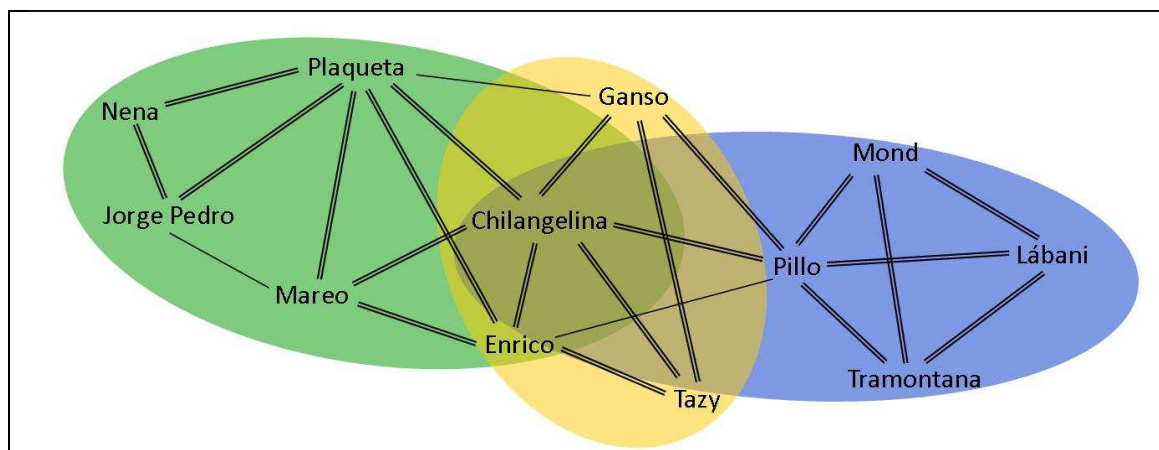 Plaqueta
Nena
Ganso
Mond
Jorge Pedro
Chilangelina
Lábani
Pillo
Mareo
Enrico
Tramontana
Tazy